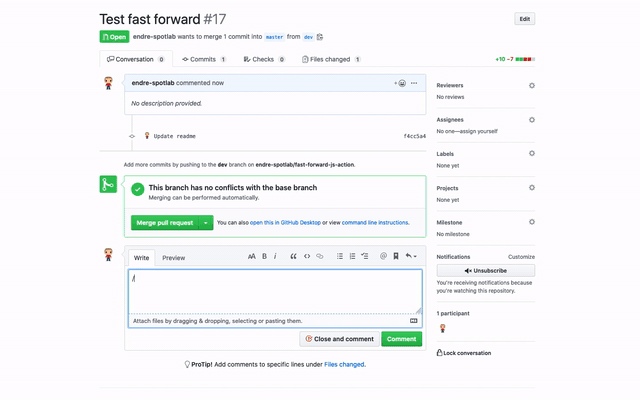 Test fast forward #17
Edit
Open
endre-spotlab wants to merge 1 commit into master from dev
Conversation 0
Commits 1
Checks 0
Files changed 1
+10 −7
endre-spotlab commented now
No description provided.
Update readme
f4cc5a4
Add more commits by pushing to the dev branch on endre-spotlab/fast-forward-js-action.
This branch has no conflicts with the base branch
Merging can be performed automatically.
Merge pull request
You can also open this in GitHub Desktop or view command line instructions.
Write
Preview
AA B i
/
Attach files by dragging & dropping, selecting or pasting them.
Close and comment
Comment
ProTip! Add comments to specific lines under Files changed.
Reviewers
No reviews
Assignees
No one—assign yourself
Labels
None yet
Projects
None yet
Milestone
No milestone
Notifications
Customize
Unsubscribe
You're receiving notifications because
you're watching this repository.
1 participant
Lock conversation